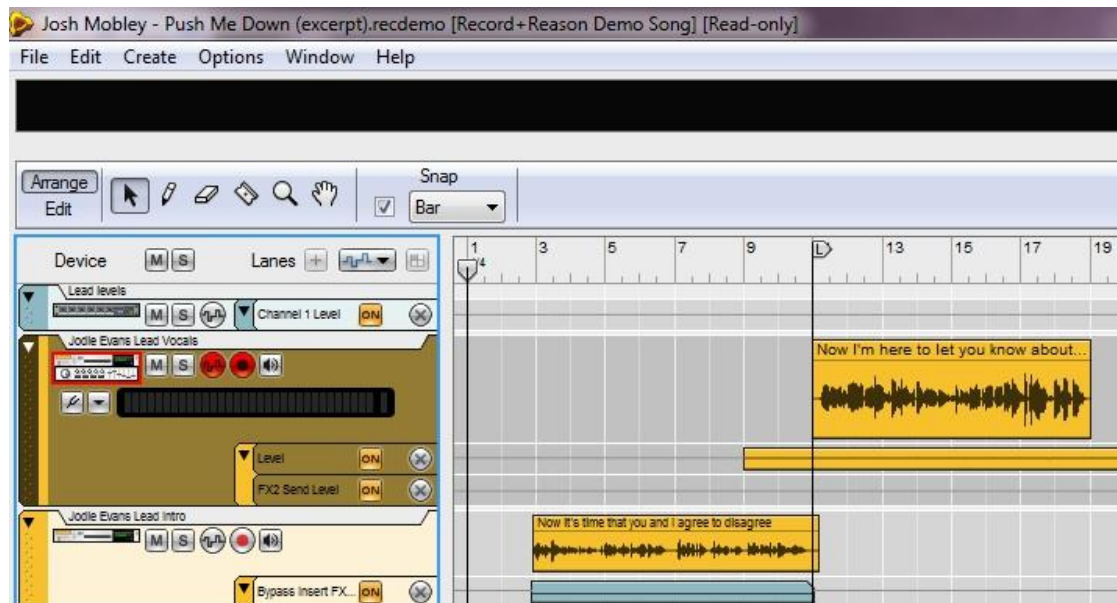 Josh Mobley - Push Me Down (excerpt).recdemo [Record+Reason Demo Song] [Read-only]
File Edit Create Options Window Help
Arrange
Edit
Snap
Bar
Device M S Lanes
1 3 5 7 9 L 13 15 17 19
/4
Lead levels
M S Channel 1 Level ON
Jodie Evans Lead Vocals
M S
Now I'm here to let you know about...
Level ON
FX2 Send Level ON
Jodie Evans Lead Intro
M S
Now it's time that you and I agree to disagree
Bypass Insert FX... ON